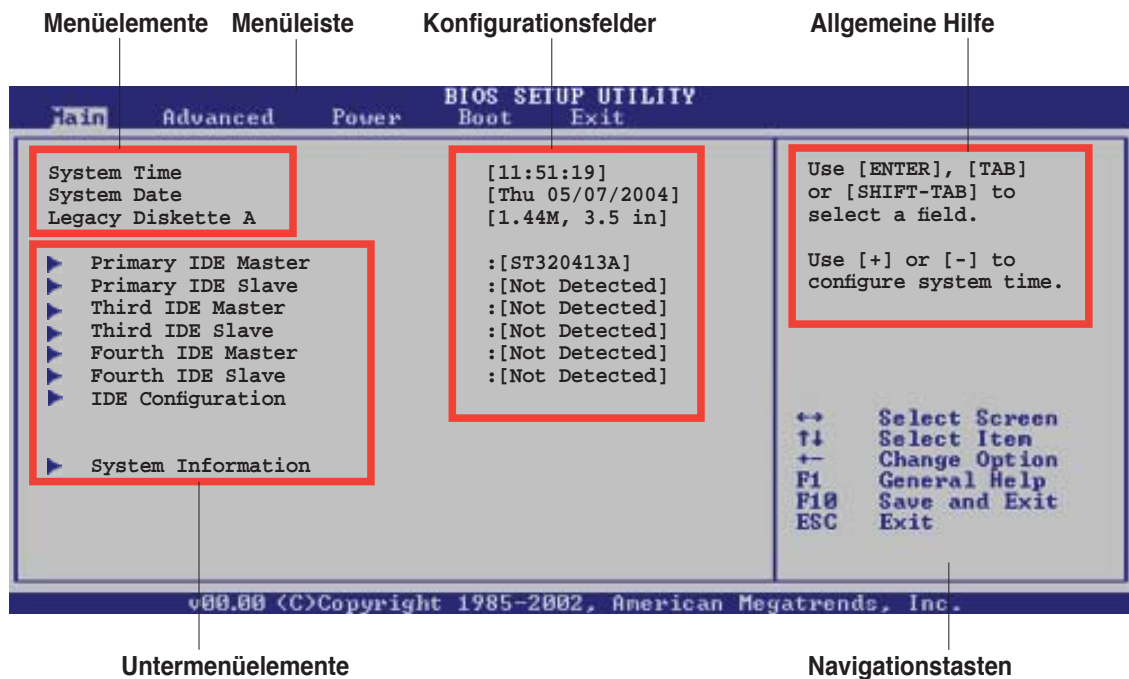 Menüelemente Menüleiste Konfigurationsfelder Allgemeine Hilfe
BIOS SETUP UTILITY
Main Advanced Power Boot Exit
System Time [11:51:19]
System Date [Thu 05/07/2004]
Legacy Diskette A [1.44M, 3.5 in]
Primary IDE Master :[ST320413A]
Primary IDE Slave :[Not Detected]
Third IDE Master :[Not Detected]
Third IDE Slave :[Not Detected]
Fourth IDE Master :[Not Detected]
Fourth IDE Slave :[Not Detected]
IDE Configuration
System Information
Use [ENTER], [TAB]
or [SHIFT-TAB] to
select a field.
Use [+] or [-] to
configure system time.
↔ Select Screen
↑↓ Select Item
+- Change Option
F1 General Help
F10 Save and Exit
ESC Exit
v00.00 (C)Copyright 1985-2002, American Megatrends, Inc.
Untermenüelemente Navigationstasten